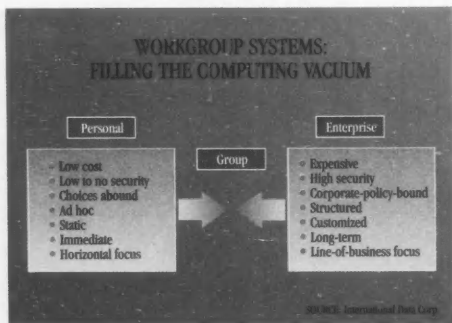 WORKGROUP SYSTEMS:
FILLING THE COMPUTING VACUUM
Personal
Low cost
Low to no security
Choices abound
Ad hoc
Static
Immediate
Horizontal focus
Group
Enterprise
Expensive
High security
Corporate-policy-bound
Structured
Customized
Long-term
Line-of-business focus
SOURCE: International Data Corp.